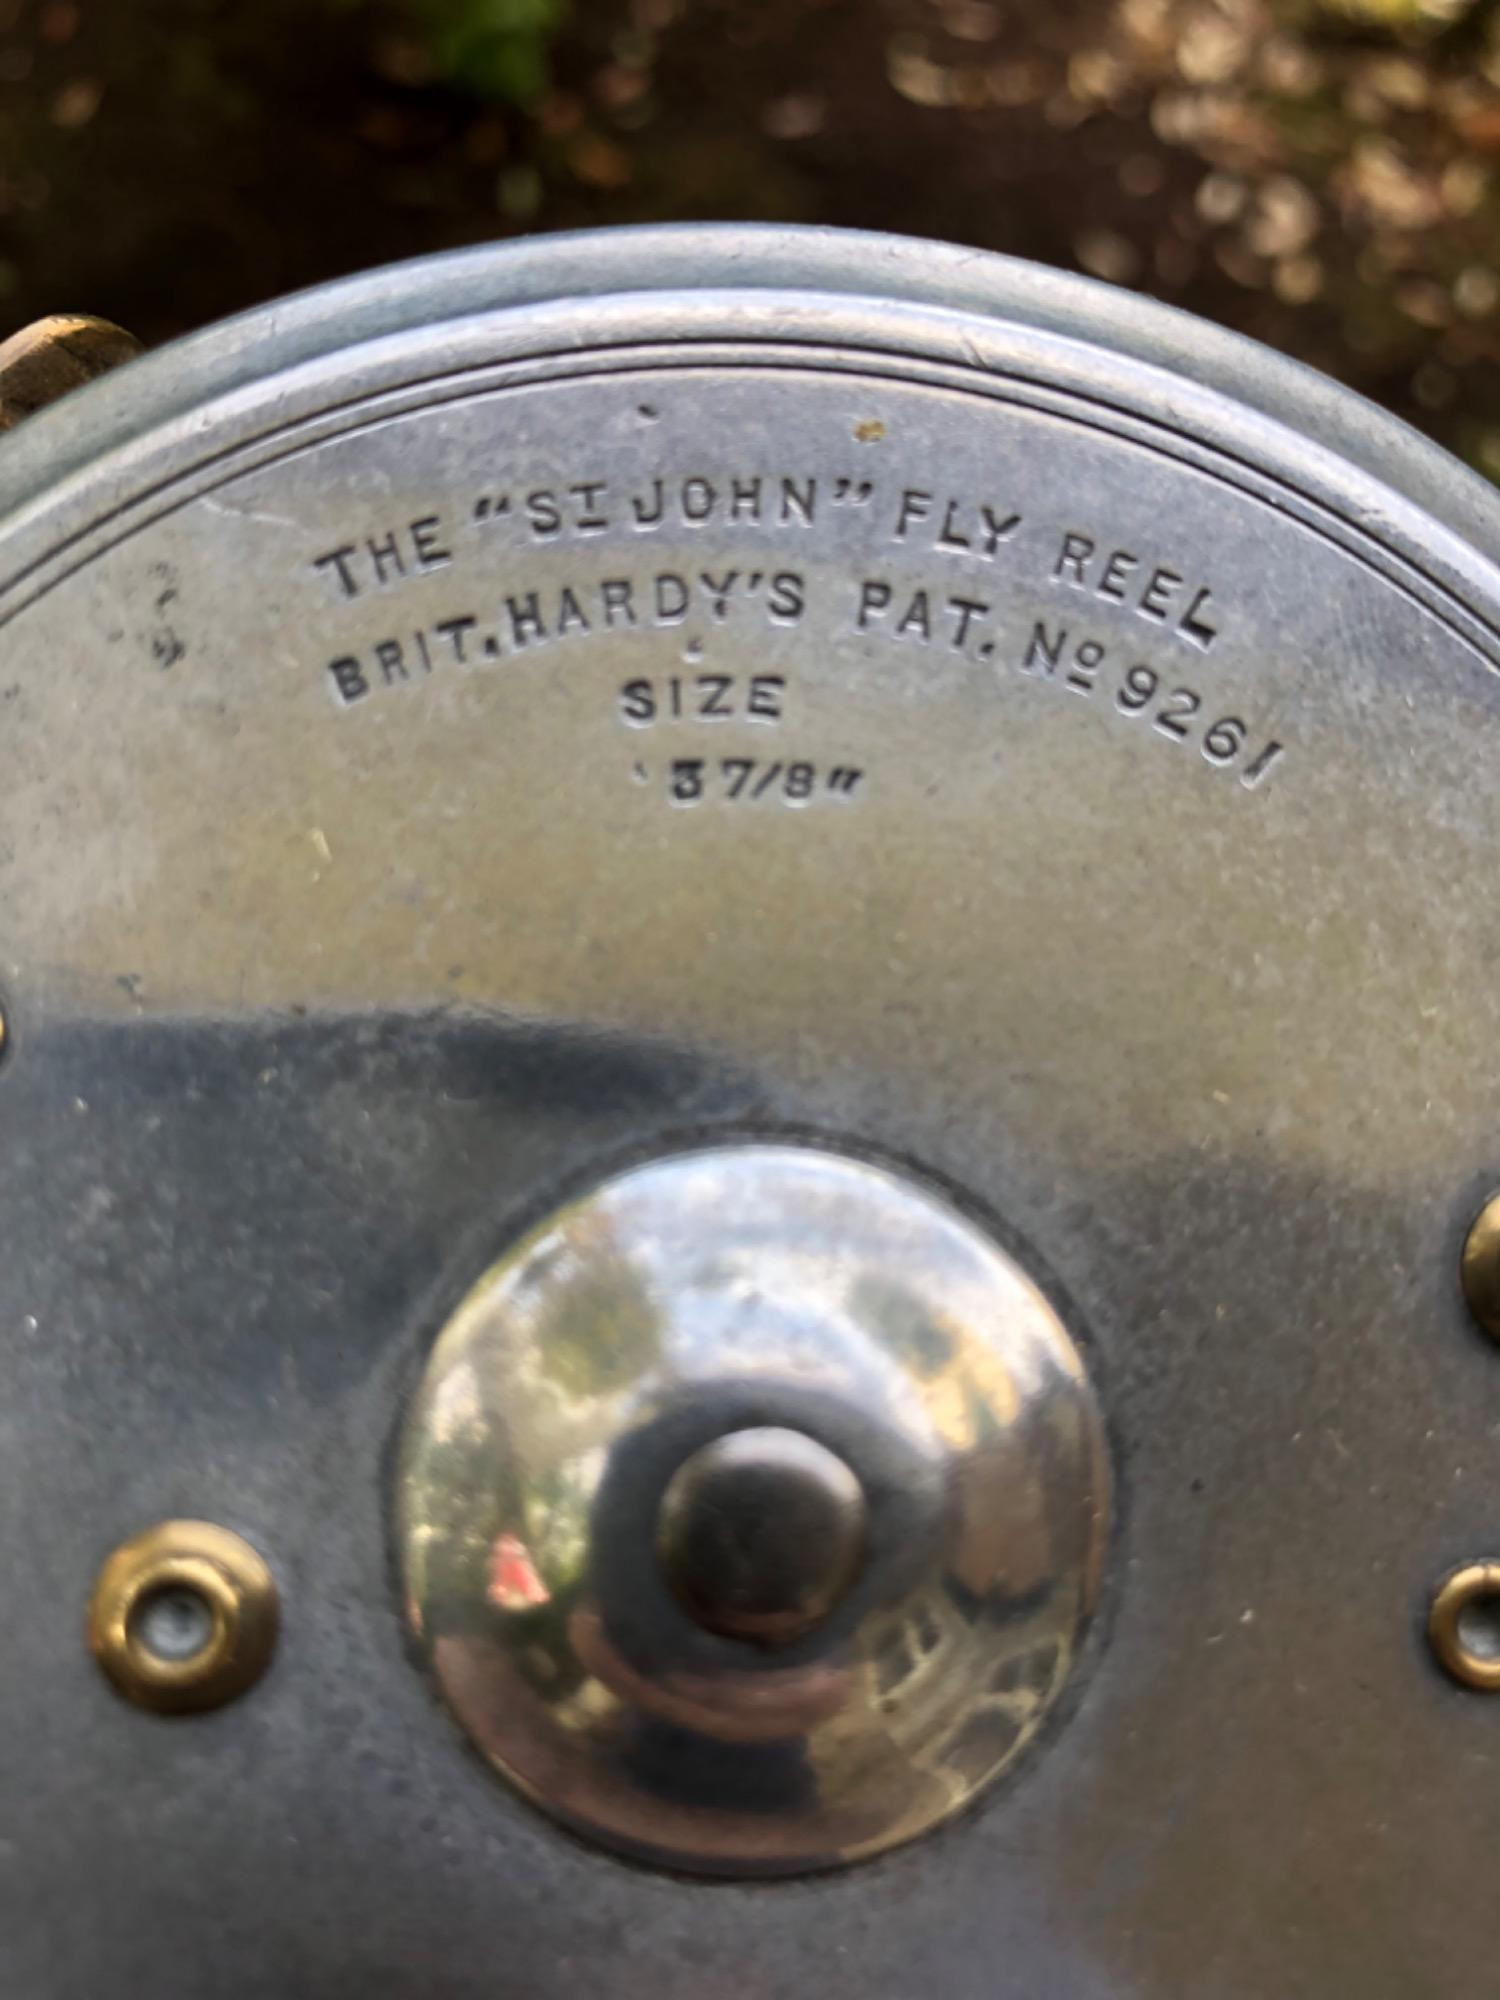 THE "ST JOHN" FLY REEL
BRIT. HARDY'S PAT. Nº 9261
SIZE
3 7/8"